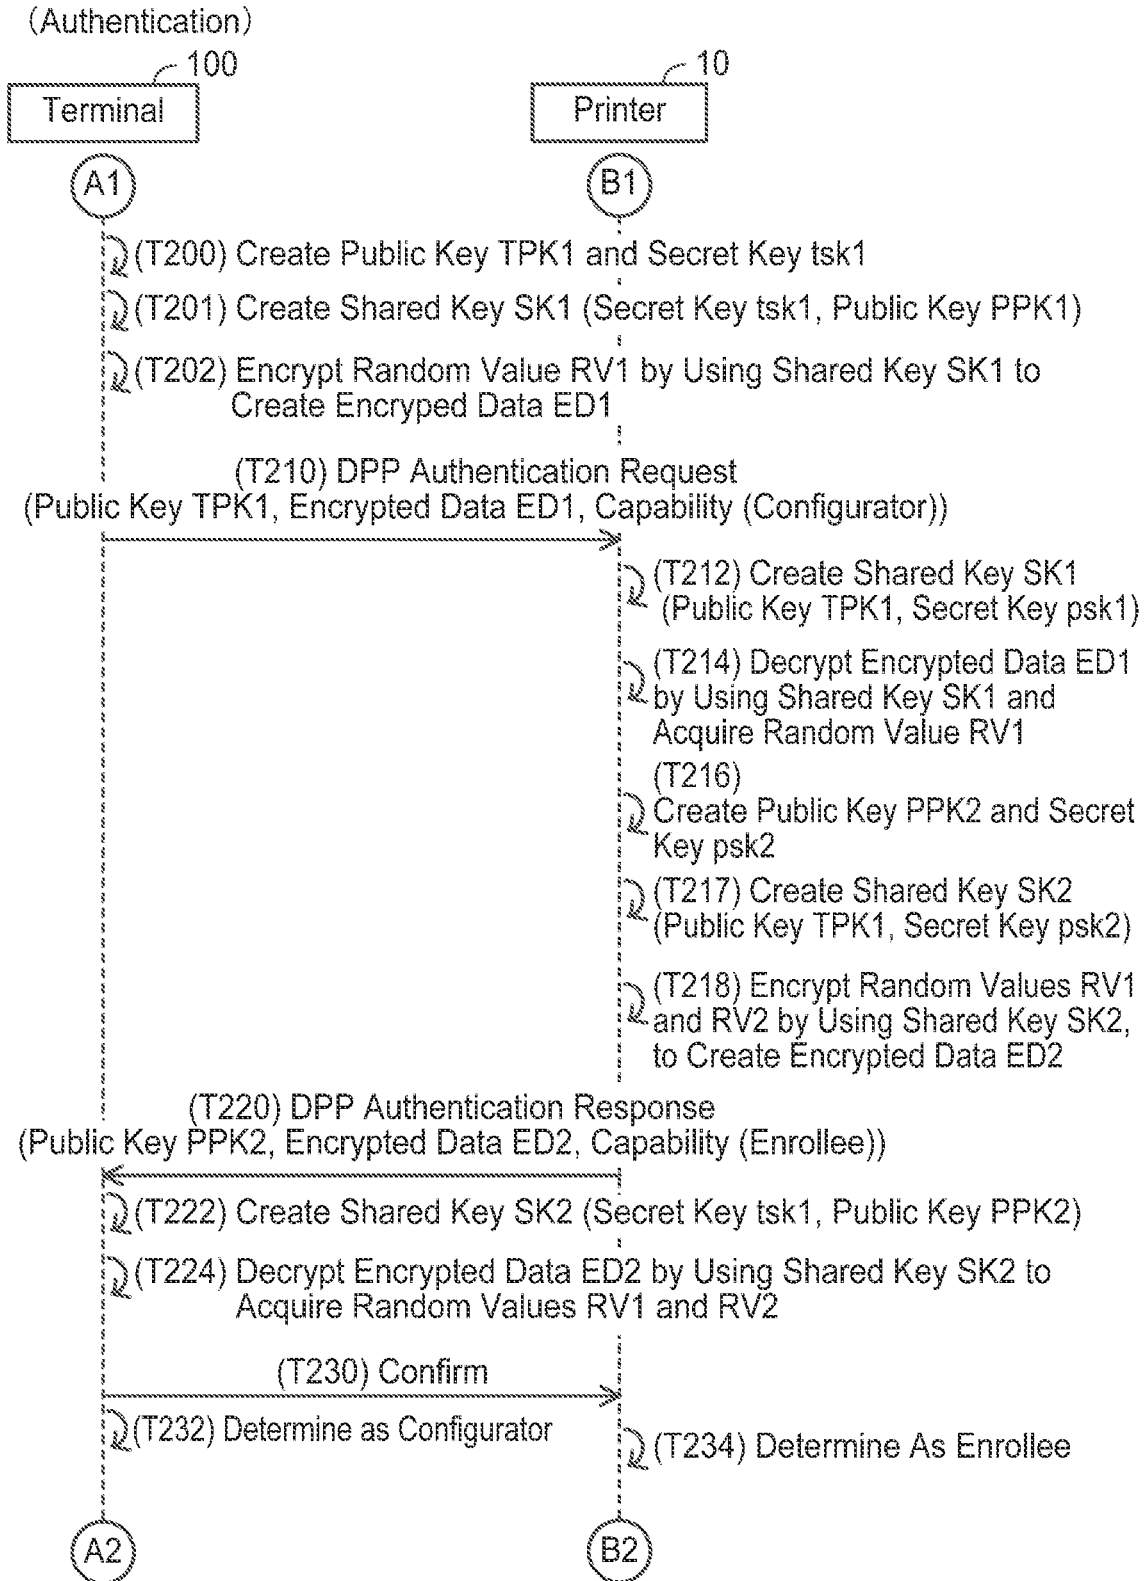 (Authentication)
100
10
Terminal
Printer
A1
B1
(T200) Create Public Key TPK1 and Secret Key tsk1
(T201) Create Shared Key SK1 (Secret Key tsk1, Public Key PPK1)
(T202) Encrypt Random Value RV1 by Using Shared Key SK1 to
Create Encryped Data ED1
(T210) DPP Authentication Request
(Public Key TPK1, Encrypted Data ED1, Capability (Configurator))
(T212) Create Shared Key SK1
(Public Key TPK1, Secret Key psk1)
(T214) Decrypt Encrypted Data ED1
by Using Shared Key SK1 and
Acquire Random Value RV1
(T216)
Create Public Key PPK2 and Secret
Key psk2
(T217) Create Shared Key SK2
(Public Key TPK1, Secret Key psk2)
(T218) Encrypt Random Values RV1
and RV2 by Using Shared Key SK2,
to Create Encrypted Data ED2
(T220) DPP Authentication Response
(Public Key PPK2, Encrypted Data ED2, Capability (Enrollee))
(T222) Create Shared Key SK2 (Secret Key tsk1, Public Key PPK2)
(T224) Decrypt Encrypted Data ED2 by Using Shared Key SK2 to
Acquire Random Values RV1 and RV2
(T230) Confirm
(T232) Determine as Configurator
(T234) Determine As Enrollee
A2
B2